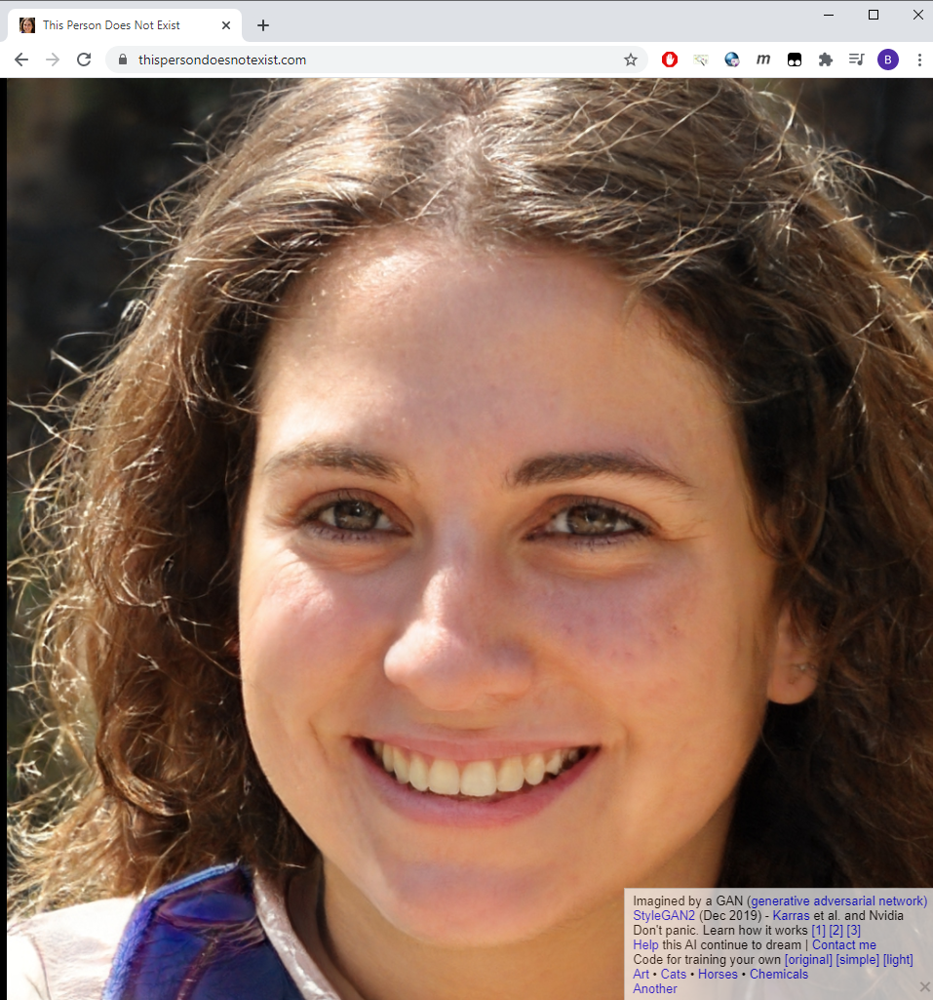 This Person Does Not Exist
thispersondoesnotexist.com
m
B
Imagined by a GAN (generative adversarial network)
StyleGAN2 (Dec 2019) - Karras et al. and Nvidia
Don't panic. Learn how it works [1] [2] [3]
Help this AI continue to dream | Contact me
Code for training your own [original] [simple] [light]
Art • Cats • Horses • Chemicals
Another